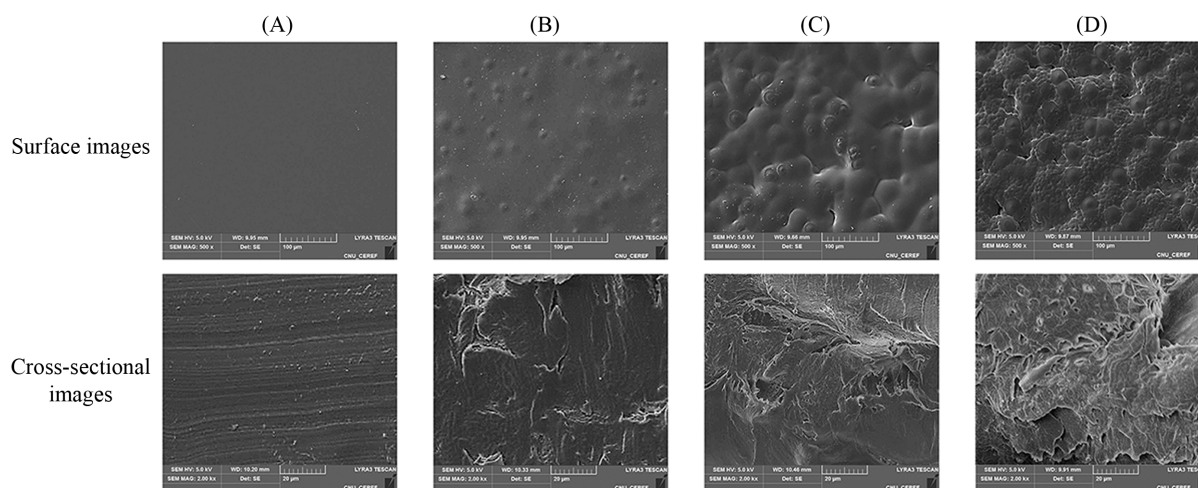 (A) (B) (C) (D)
Surface images
SEM HV: 5.0 kV WD: 9.95 mm LYRA3 TESCAN
SEM MAG: 500 x Det: SE 100 µm
CNU_CEREF
SEM HV: 5.0 kV WD: 9.95 mm LYRA3 TESCAN
SEM MAG: 500 x Det: SE 100 µm
CNU_CEREF
SEM HV: 5.0 kV WD: 9.66 mm LYRA3 TESCAN
SEM MAG: 500 x Det: SE 100 µm
CNU_CEREF
SEM HV: 5.0 kV WD: 9.87 mm LYRA3 TESCAN
SEM MAG: 500 x Det: SE 100 µm
CNU_CEREF
Cross-sectional
images
SEM HV: 5.0 kV WD: 10.20 mm LYRA3 TESCAN
SEM MAG: 2.00 kx Det: SE 20 µm
CNU_CEREF
SEM HV: 5.0 kV WD: 10.33 mm LYRA3 TESCAN
SEM MAG: 2.00 kx Det: SE 20 µm
CNU_CEREF
SEM HV: 5.0 kV WD: 10.46 mm LYRA3 TESCAN
SEM MAG: 2.00 kx Det: SE 20 µm
CNU_CEREF
SEM HV: 5.0 kV WD: 9.91 mm LYRA3 TESCAN
SEM MAG: 2.00 kx Det: SE 20 µm
CNU_CEREF